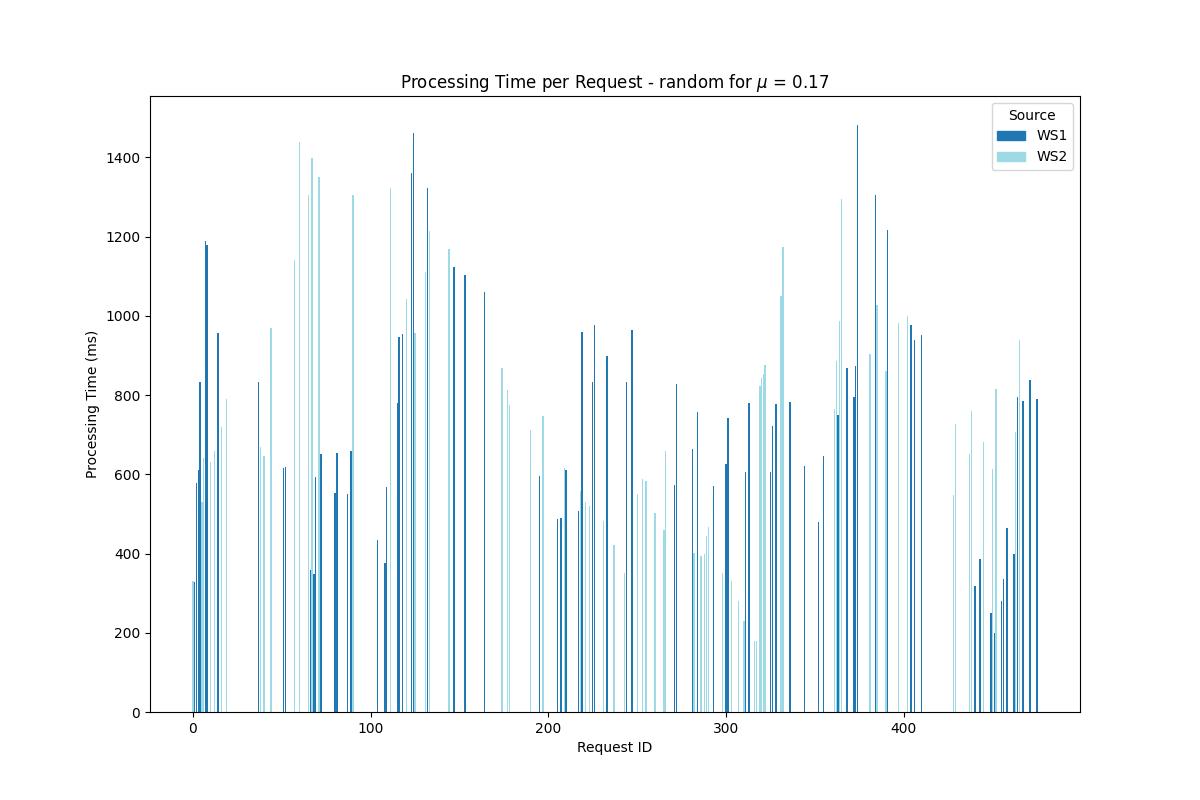 Processing Time per Request - random for μ = 0.17
Source
WS1
WS2
Processing Time (ms)
1400
1200
1000
800
600
400
200
0
0 100 200 300 400
Request ID